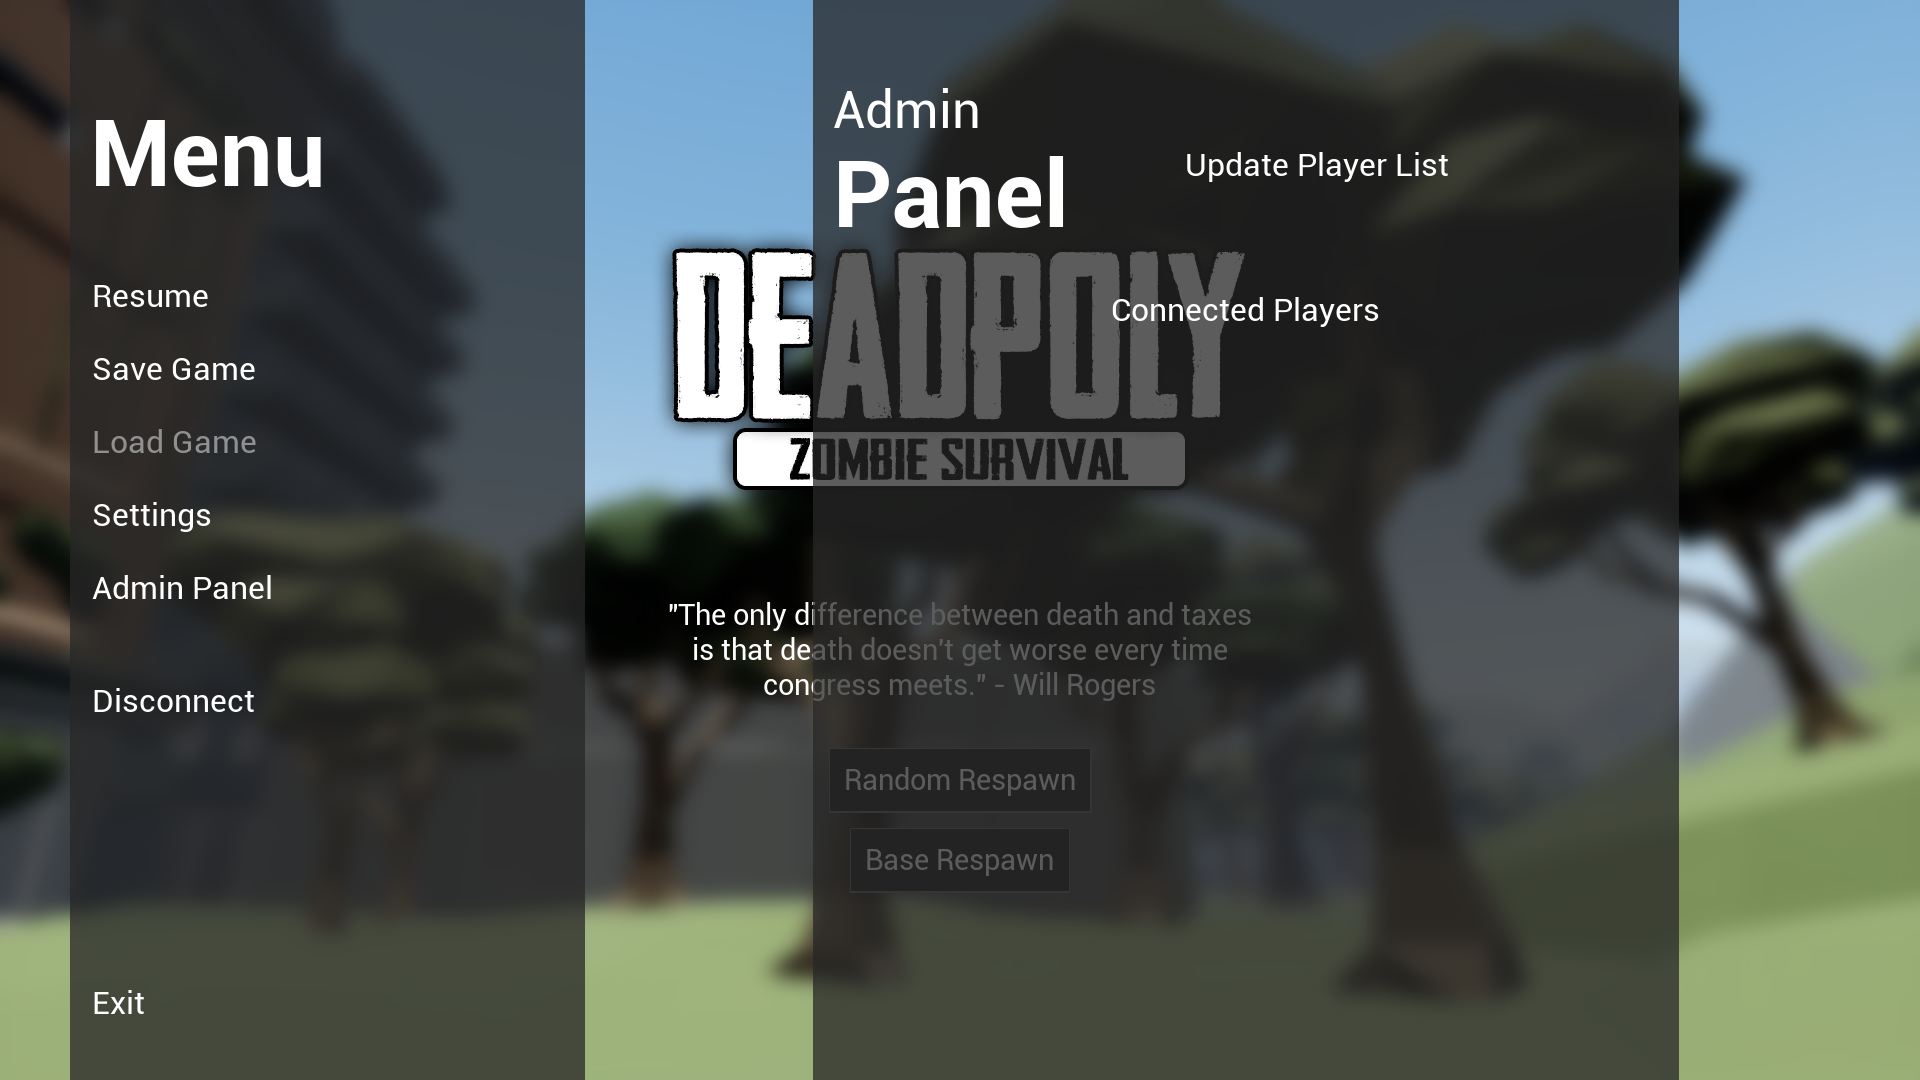 Menu
Resume
Save Game
Load Game
Settings
Admin Panel
Disconnect
Exit
Admin
Panel
Update Player List
Connected Players
DEADPOLY
ZOMBIE SURVIVAL
"The only difference between death and taxes
is that death doesn't get worse every time
congress meets." - Will Rogers
Random Respawn
Base Respawn